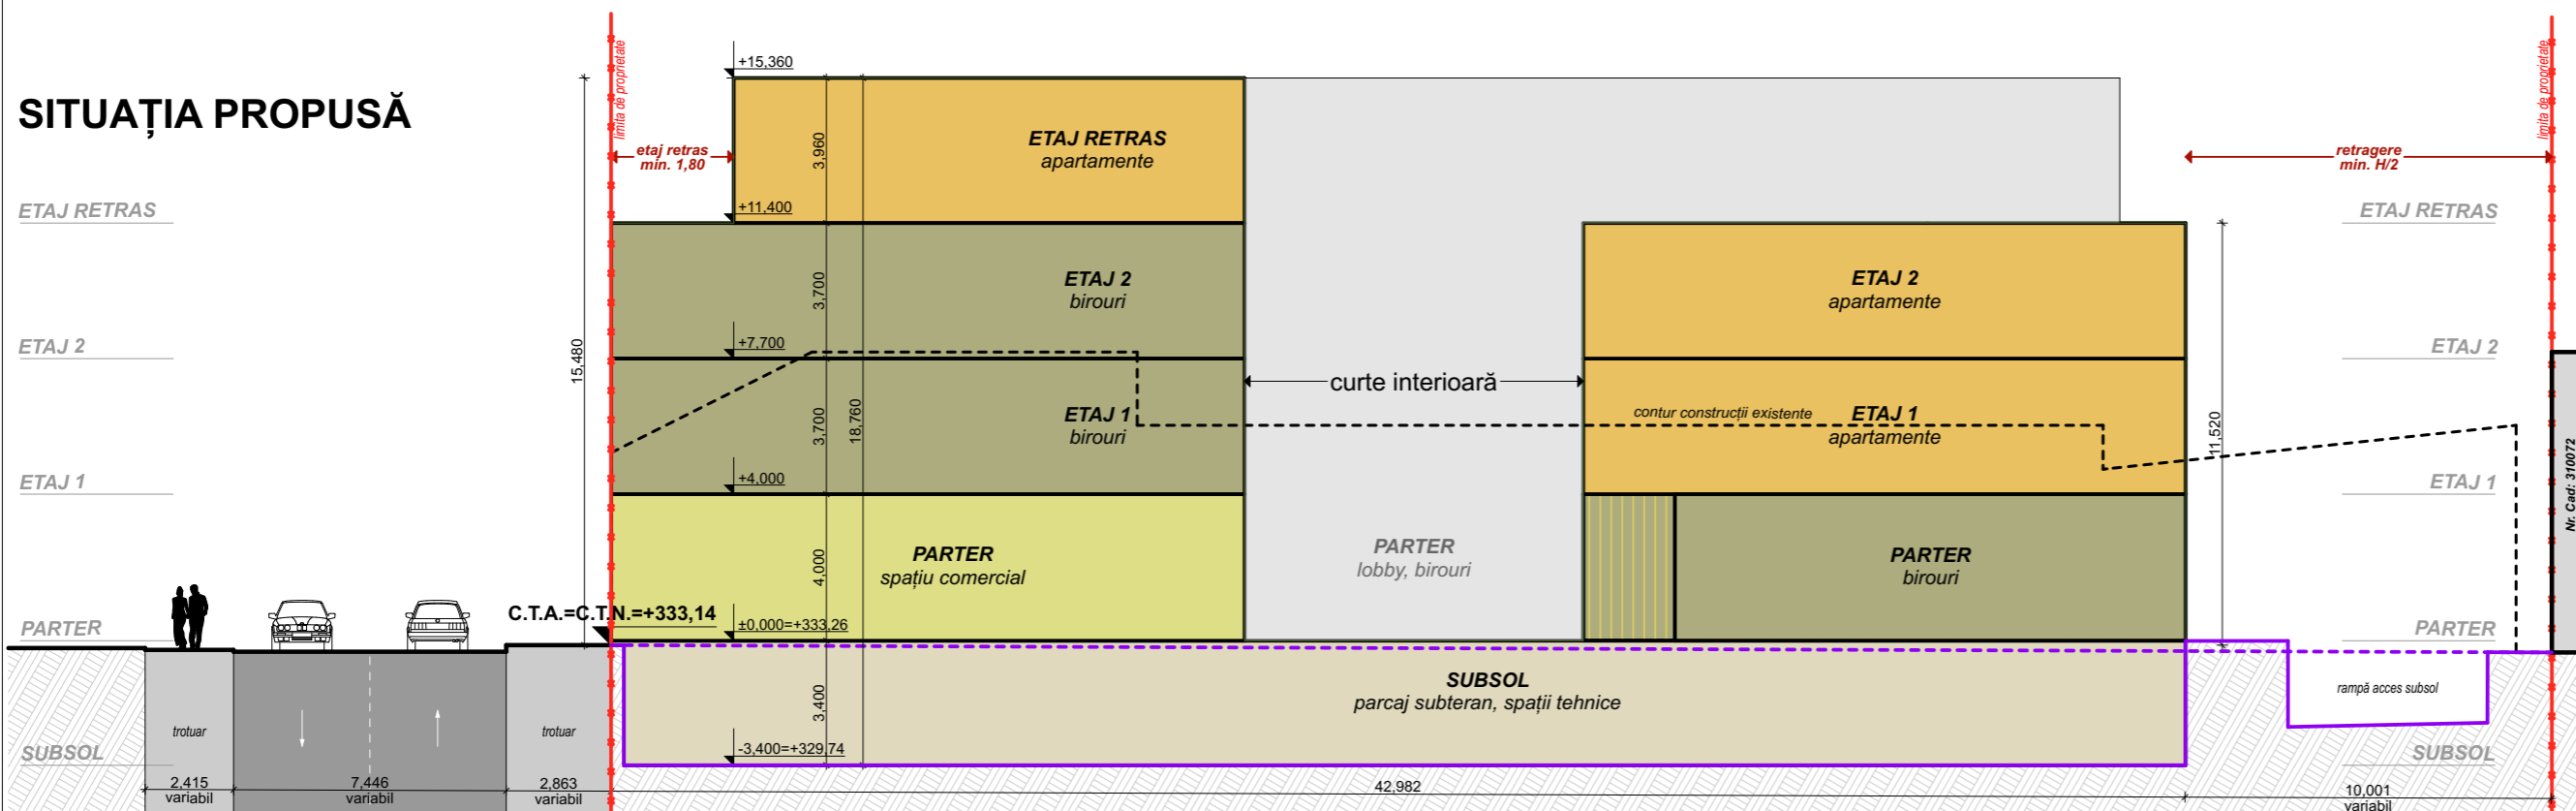 SITUAȚIA PROPUSĂ
limita de proprietate
limita de proprietate
+15,360
etaj retras
min. 1,80
3,960
ETAJ RETRAS
apartamente
retragere
min. H/2
ETAJ RETRAS
+11,400
ETAJ RETRAS
15,480
3,700
ETAJ 2
birouri
ETAJ 2
apartamente
ETAJ 2
+7,700
ETAJ 2
curte interioară
3,700
18,760
ETAJ 1
birouri
contur construcții existente
ETAJ 1
apartamente
11,520
Nr. Cad: 310072
ETAJ 1
+4,000
ETAJ 1
4,000
PARTER
spațiu comercial
PARTER
lobby, birouri
PARTER
birouri
C.T.A.=C.T.N.=+333,14
PARTER
±0,000=+333,26
PARTER
3,400
SUBSOL
parcaj subteran, spații tehnice
rampă acces subsol
trotuar
trotuar
SUBSOL
-3,400=+329,74
SUBSOL
2,415
variabil
7,446
variabil
2,863
variabil
42,982
10,001
variabil